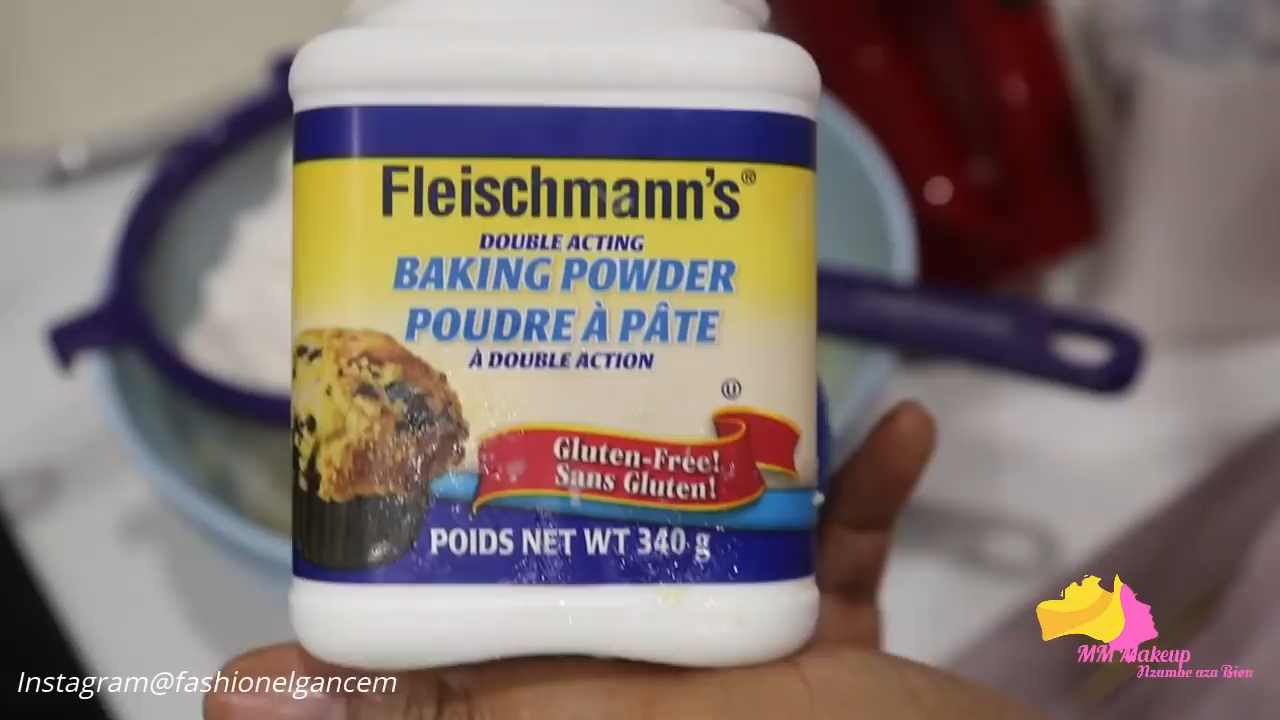 Fleischmann's®
DOUBLE ACTING
BAKING POWDER
POUDRE À PÂTE
À DOUBLE ACTION
U
Gluten-Free!
Sans Gluten!
POIDS NET WT 340 g
MM Makeup
Nzambe aza Bien
Instagram@fashionelgancem